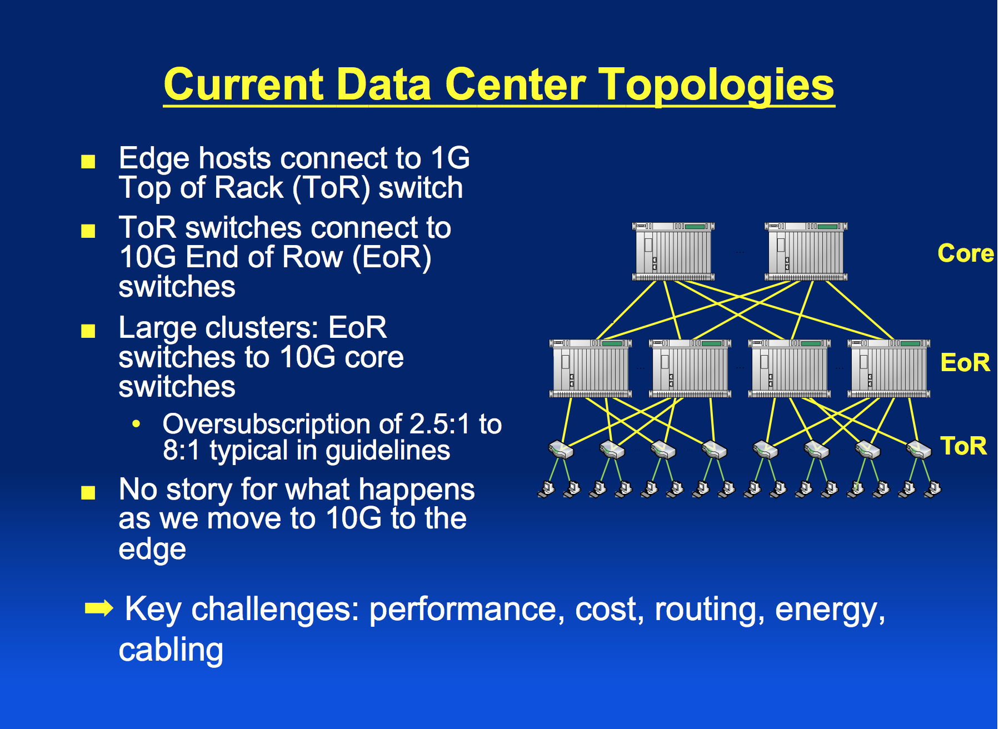 Current Data Center Topologies
Edge hosts connect to 1G
Top of Rack (ToR) switch
ToR switches connect to
10G End of Row (EoR)
switches
Large clusters: EoR
switches to 10G core
switches
Oversubscription of 2.5:1 to
8:1 typical in guidelines
No story for what happens
as we move to 10G to the
edge
Key challenges: performance, cost, routing, energy,
cabling
Core
EoR
ToR